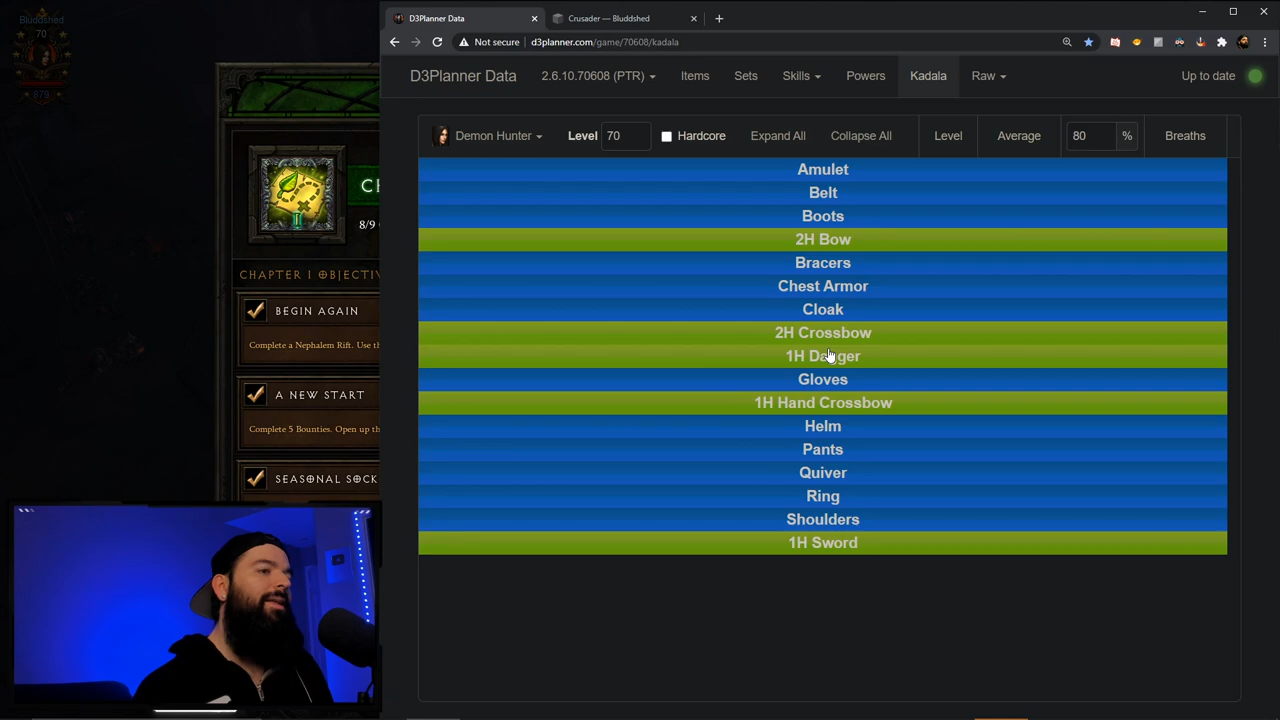 Bluddshed
70
879
D3Planner Data
Crusader — Bluddshed
Not secure
d3planner.com/game/70608/kadala
D3Planner Data
2.6.10.70608 (PTR)
Items
Sets
Skills
Powers
Kadala
Raw
Up to date
Demon Hunter
Level
70
Hardcore
Expand All
Collapse All
Level
Average
80
%
Breaths
Amulet
Belt
Boots
2H Bow
Bracers
Chest Armor
Cloak
2H Crossbow
1H Dagger
Gloves
1H Hand Crossbow
Helm
Pants
Quiver
Ring
Shoulders
1H Sword
8/9
CHAPTER I OBJECTIV
BEGIN AGAIN
Complete a Nephalem Rift. Use th
A NEW START
Complete 5 Bounties. Open up th
SEASONAL SOCK